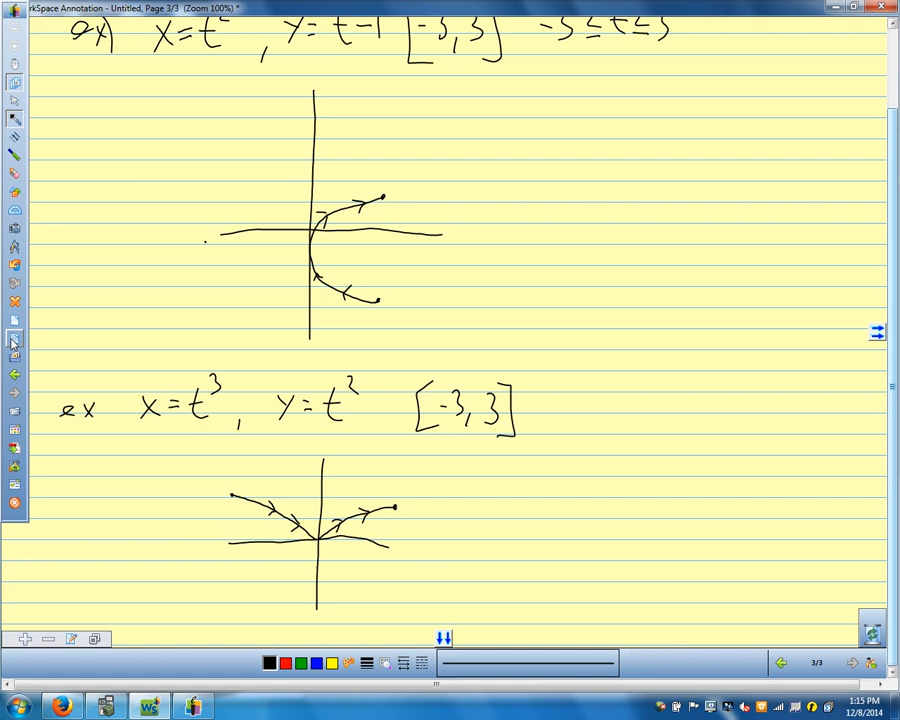 rkSpace Annotation - Untitled, Page 3/3 (Zoom 100%) *
ex) x = t² , y = t - 1 [-3, 3] -3 ≤ t ≤ 3
ex x = t³ , y = t² [-3, 3]
3/3
1:15 PM
12/8/2014